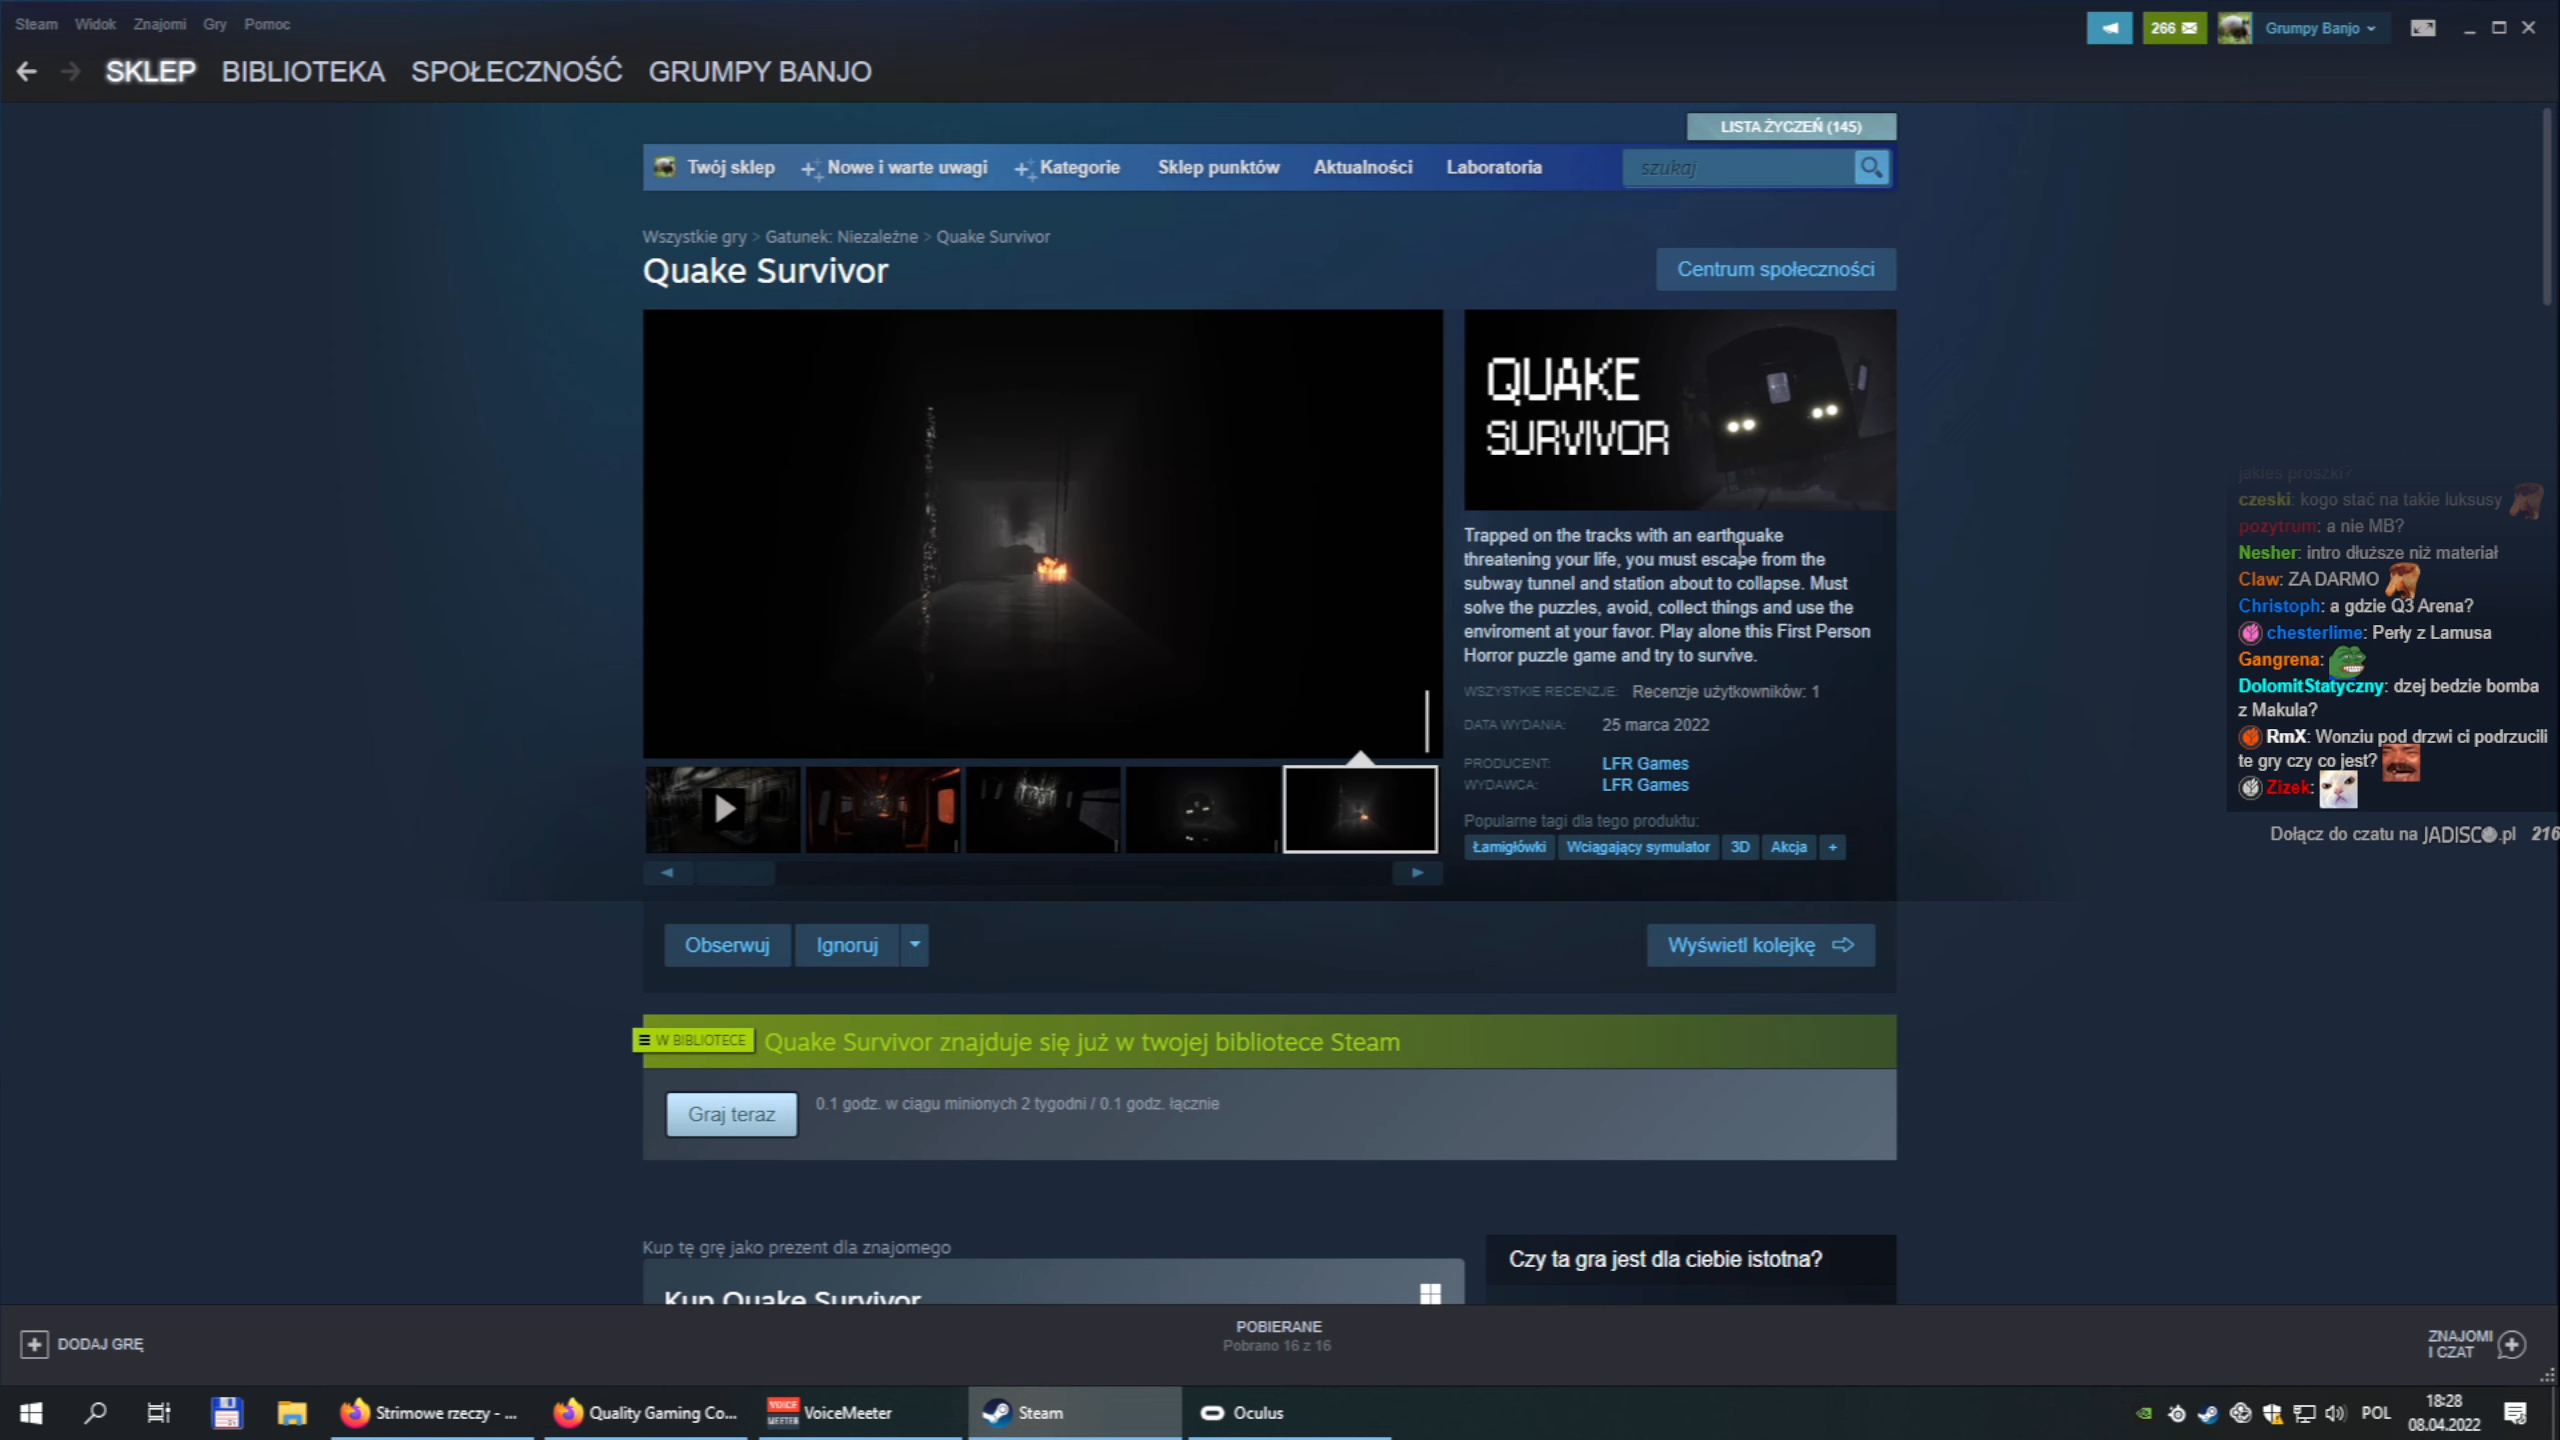 Steam Widok Znajomi Gry Pomoc
266 Grumpy Banjo
SKLEP BIBLIOTEKA SPOŁECZNOŚĆ GRUMPY BANJO
LISTA ŻYCZEŃ (145)
Twój sklep Nowe i warte uwagi Kategorie Sklep punktów Aktualności Laboratoria szukaj
Wszystkie gry > Gatunek: Niezależne > Quake Survivor
Quake Survivor
Centrum społeczności
QUAKE
SURVIVOR
Trapped on the tracks with an earthquake
threatening your life, you must escape from the
subway tunnel and station about to collapse. Must
solve the puzzles, avoid, collect things and use the
enviroment at your favor. Play alone this First Person
Horror puzzle game and try to survive.
WSZYSTKIE RECENZJE: Recenzje użytkowników: 1
DATA WYDANIA: 25 marca 2022
PRODUCENT: LFR Games
WYDAWCA: LFR Games
Popularne tagi dla tego produktu:
Łamigłówki Wciągający symulator 3D Akcja +
jakies proszki?
czeski: kogo stać na takie luksusy
pozytrum: a nie MB?
Nesher: intro dłuższe niż materiał
Claw: ZA DARMO
Christoph: a gdzie Q3 Arena?
chesterlime: Perły z Lamusa
Gangrena:
DolomitStatyczny: dzej bedzie bomba
z Makula?
RmX: Wonziu pod drzwi ci podrzucili
te gry czy co jest?
Zizek:
Dołącz do czatu na JADISCO.pl 216
Obserwuj Ignoruj Wyświetl kolejkę
W BIBLIOTECE Quake Survivor znajduje się już w twojej bibliotece Steam
Graj teraz 0.1 godz. w ciągu minionych 2 tygodni / 0.1 godz. łącznie
Kup tę grę jako prezent dla znajomego
Czy ta gra jest dla ciebie istotna?
Kup Quake Survivor
DODAJ GRĘ
POBIERANE
Pobrano 16 z 16
ZNAJOMI
I CZAT
Strimowe rzeczy - ... Quality Gaming Co... VOICE MEETER VoiceMeeter Steam Oculus
POL 18:28
08.04.2022